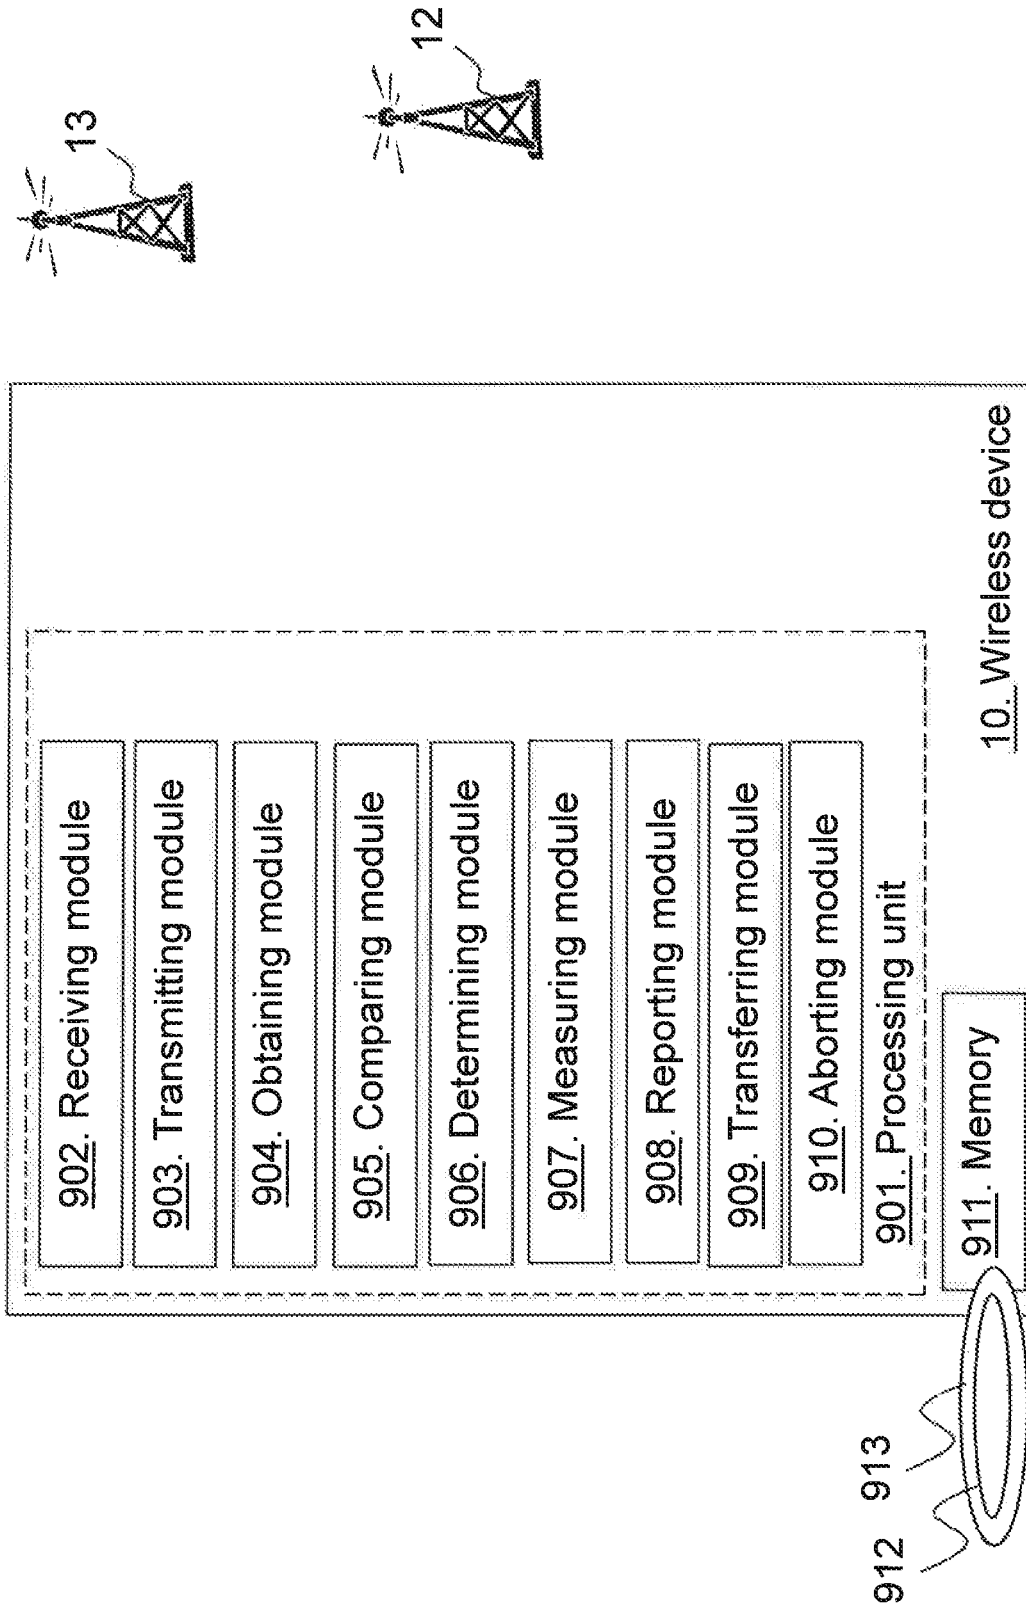 13
12
902. Receiving module
903. Transmitting module
904. Obtaining module
905. Comparing module
906. Determining module
907. Measuring module
908. Reporting module
909. Transferring module
910. Aborting module
901. Processing unit
911. Memory
10. Wireless device
913
912